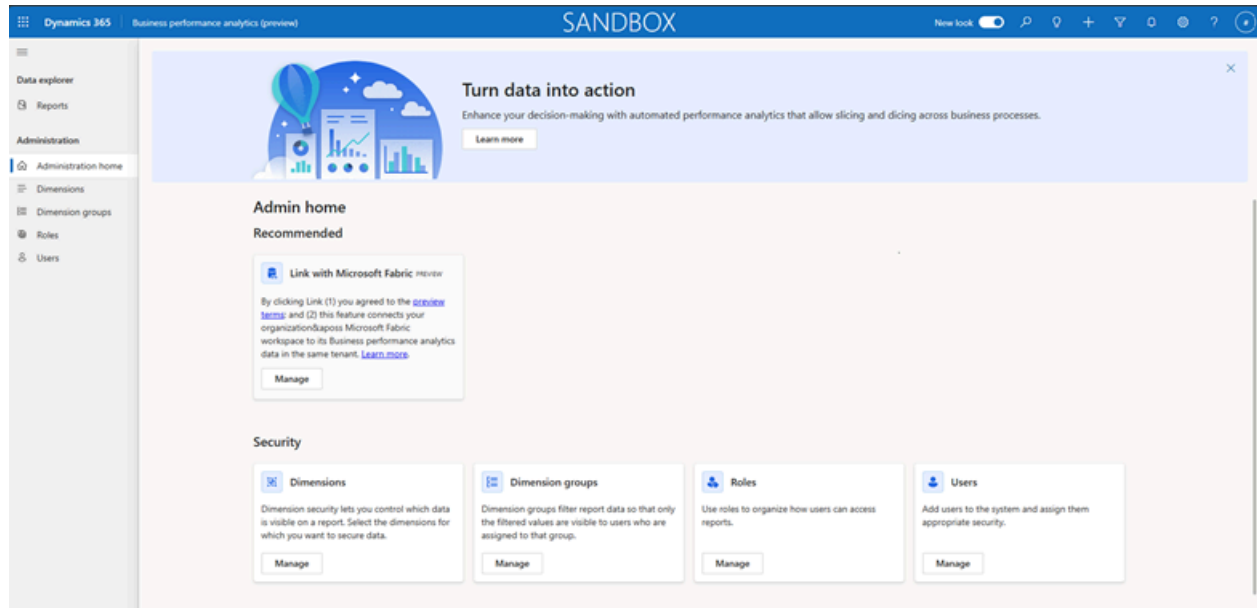 Dynamics 365
Business performance analytics (preview)
SANDBOX
New look
?
Data explorer
Reports
Administration
Administration home
Dimensions
Dimension groups
Roles
Users
Turn data into action
Enhance your decision-making with automated performance analytics that allow slicing and dicing across business processes.
Learn more
Admin home
Recommended
Link with Microsoft Fabric PREVIEW
By clicking Link (1) you agreed to the preview
terms; and (2) this feature connects your
organization&aposs Microsoft Fabric
workspace to its Business performance analytics
data in the same tenant. Learn more.
Manage
Security
Dimensions
Dimension security lets you control which data
is visible on a report. Select the dimensions for
which you want to secure data.
Manage
Dimension groups
Dimension groups filter report data so that only
the filtered values are visible to users who are
assigned to that group.
Manage
Roles
Use roles to organize how users can access
reports.
Manage
Users
Add users to the system and assign them
appropriate security.
Manage